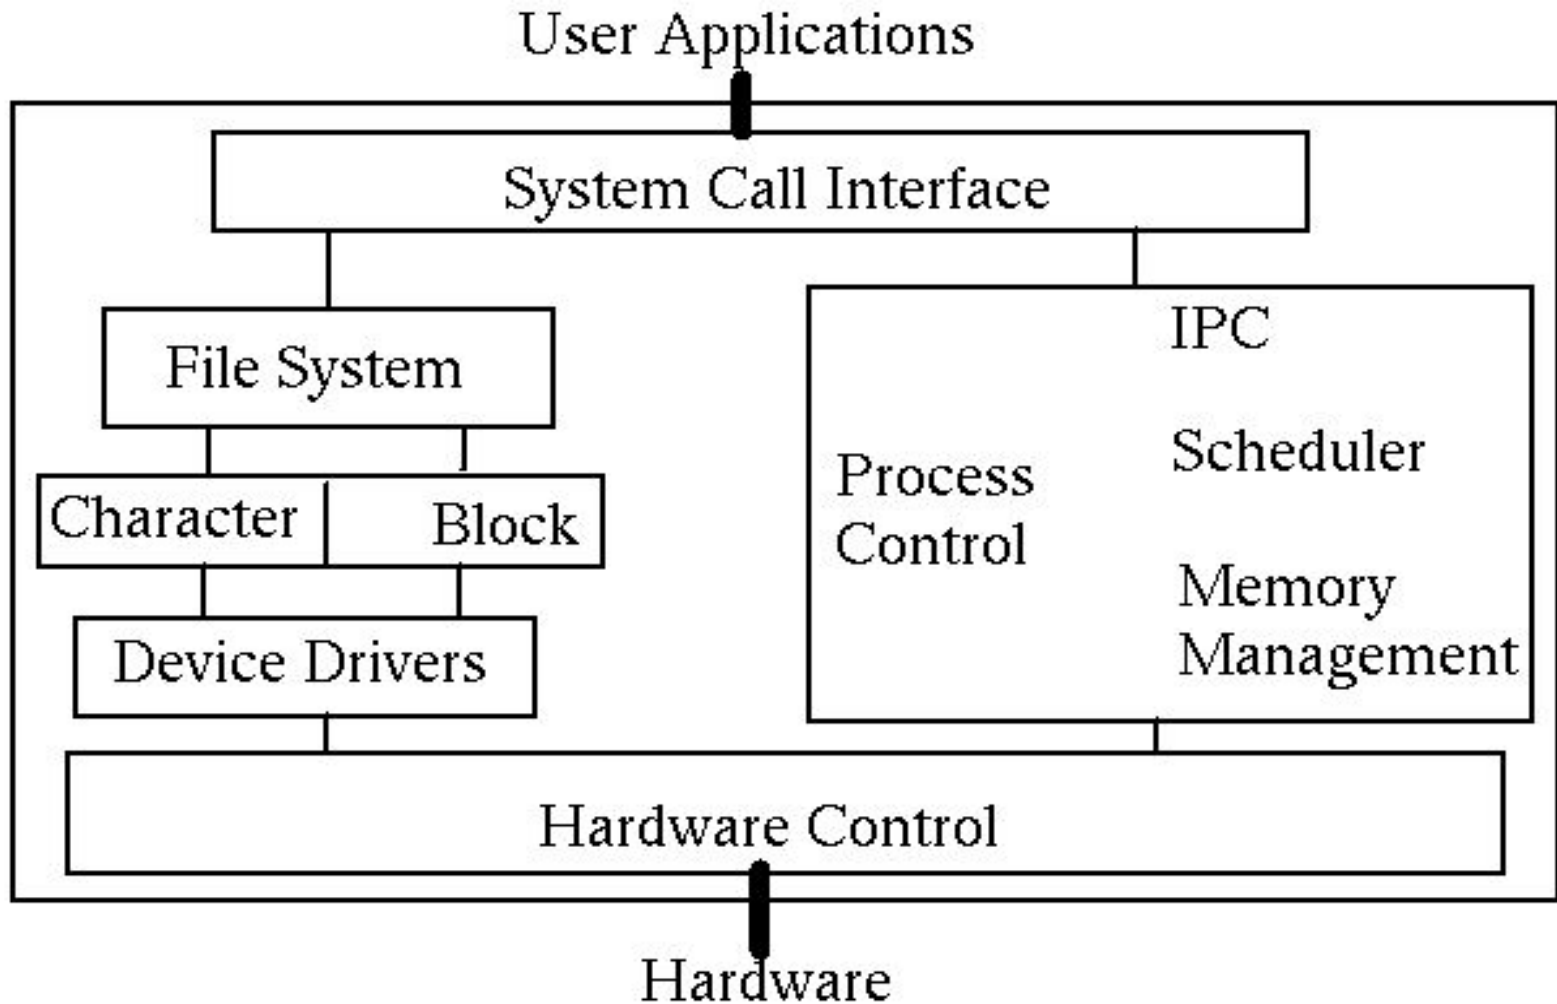 User Applications
System Call Interface
File System
Character
Block
Device Drivers
Process
Control
IPC
Scheduler
Memory
Management
Hardware Control
Hardware